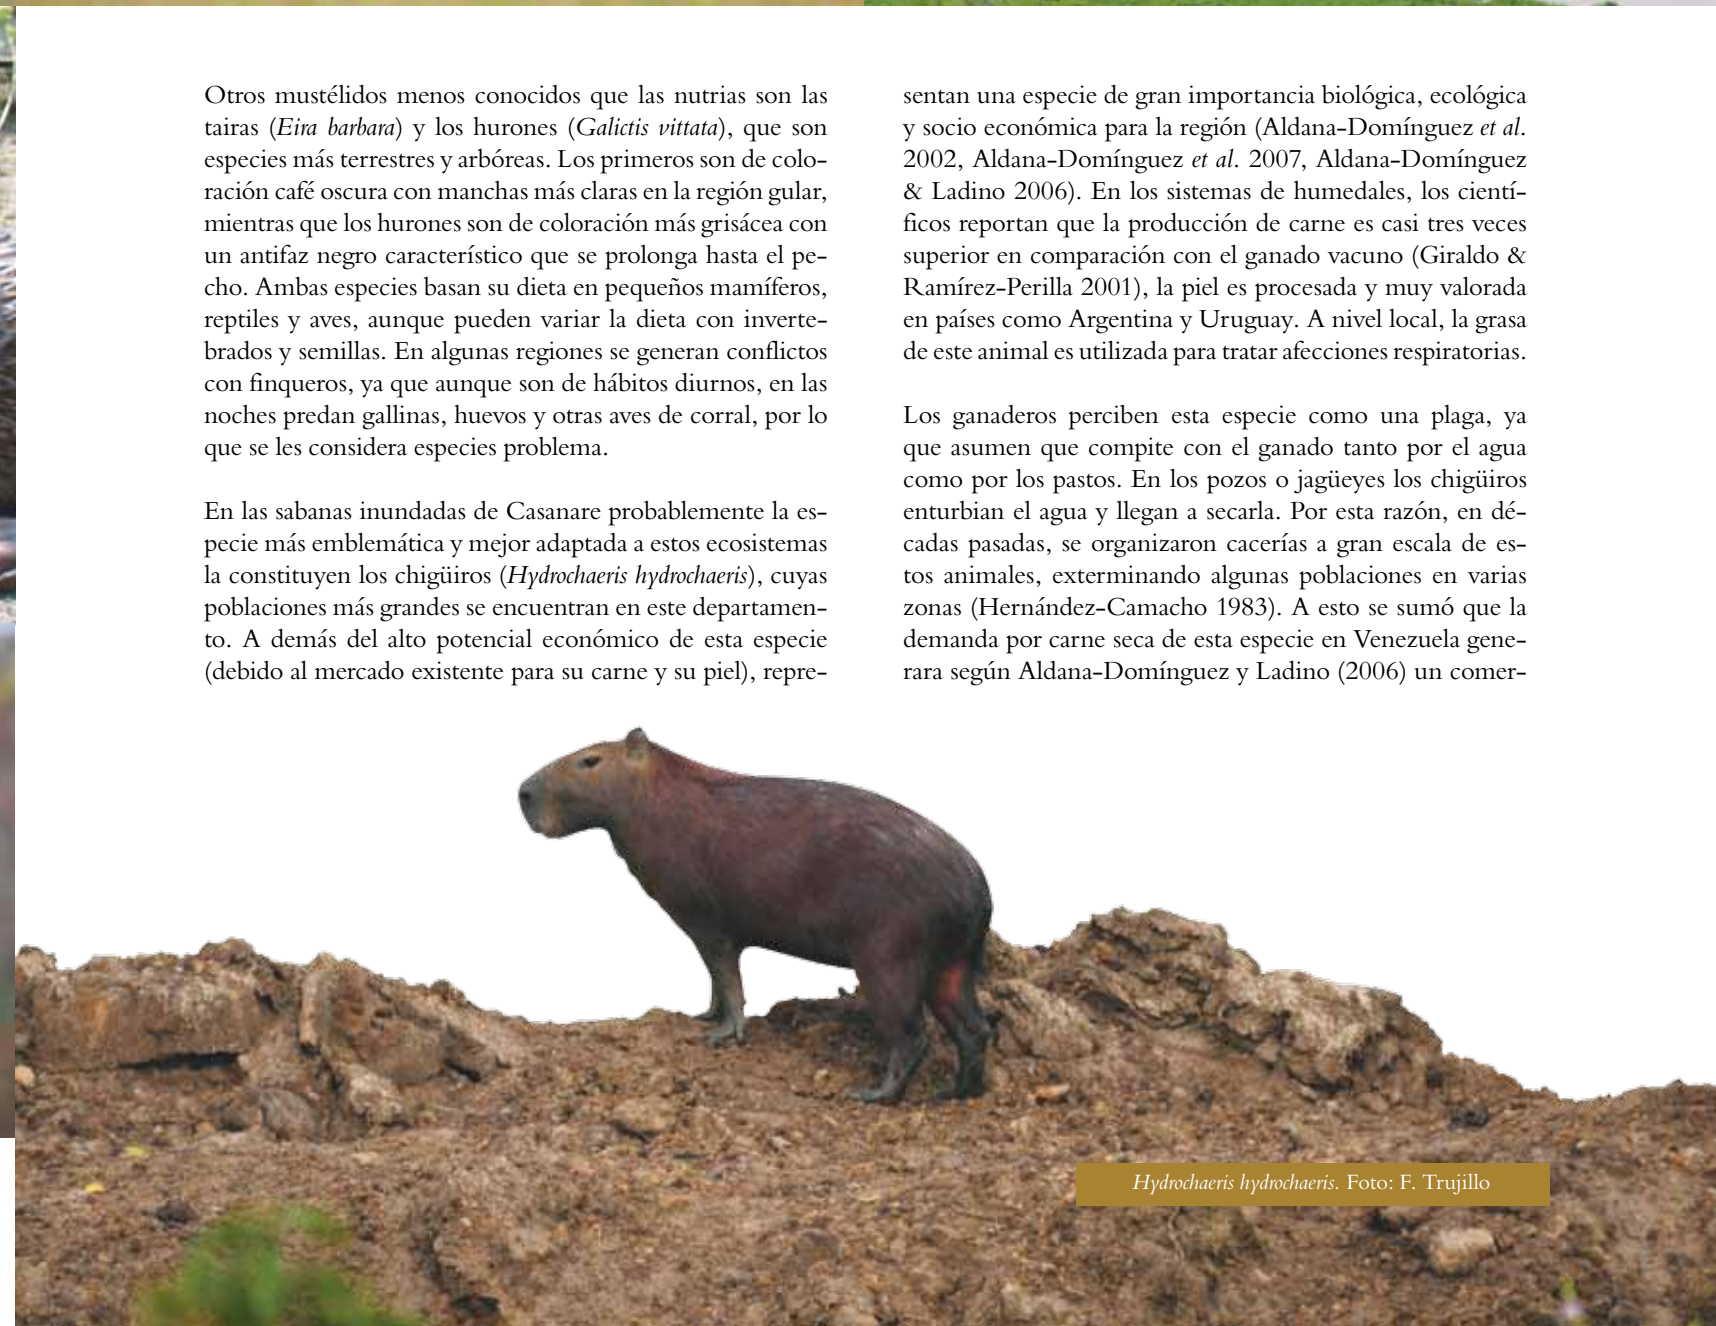 Otros mustélidos menos conocidos que las nutrias son las
tairas (Eira barbara) y los hurones (Galictis vittata), que son
especies más terrestres y arbóreas. Los primeros son de colo-
ración café oscura con manchas más claras en la región gular,
mientras que los hurones son de coloración más grisácea con
un antifaz negro característico que se prolonga hasta el pe-
cho. Ambas especies basan su dieta en pequeños mamíferos,
reptiles y aves, aunque pueden variar la dieta con inverte-
brados y semillas. En algunas regiones se generan conflictos
con finqueros, ya que aunque son de hábitos diurnos, en las
noches predan gallinas, huevos y otras aves de corral, por lo
que se les considera especies problema.
En las sabanas inundadas de Casanare probablemente la es-
pecie más emblemática y mejor adaptada a estos ecosistemas
la constituyen los chigüiros (Hydrochaeris hydrochaeris), cuyas
poblaciones más grandes se encuentran en este departamen-
to. A demás del alto potencial económico de esta especie
(debido al mercado existente para su carne y su piel), repre-
sentan una especie de gran importancia biológica, ecológica
y socio económica para la región (Aldana-Domínguez et al.
2002, Aldana-Domínguez et al. 2007, Aldana-Domínguez
& Ladino 2006). En los sistemas de humedales, los cientí-
ficos reportan que la producción de carne es casi tres veces
superior en comparación con el ganado vacuno (Giraldo &
Ramírez-Perilla 2001), la piel es procesada y muy valorada
en países como Argentina y Uruguay. A nivel local, la grasa
de este animal es utilizada para tratar afecciones respiratorias.
Los ganaderos perciben esta especie como una plaga, ya
que asumen que compite con el ganado tanto por el agua
como por los pastos. En los pozos o jagüeyes los chigüiros
enturbian el agua y llegan a secarla. Por esta razón, en dé-
cadas pasadas, se organizaron cacerías a gran escala de es-
tos animales, exterminando algunas poblaciones en varias
zonas (Hernández-Camacho 1983). A esto se sumó que la
demanda por carne seca de esta especie en Venezuela gene-
rara según Aldana-Domínguez y Ladino (2006) un comer-
Hydrochaeris hydrochaeris. Foto: F. Trujillo